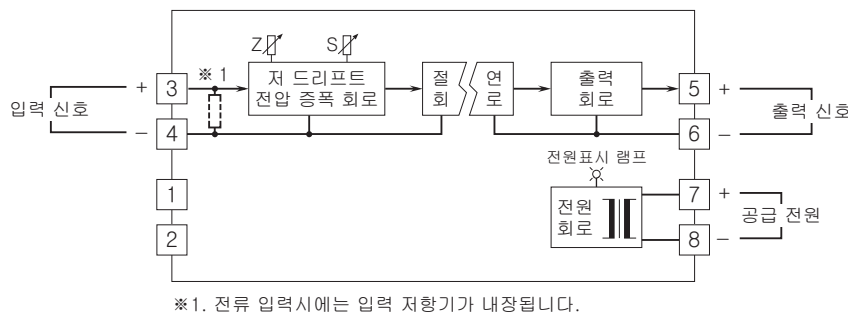 Z
S
※ 1
저 드리프트
전압 증폭 회로
절 연
회 로
출력
회로
입력 신호
+ 3
− 4
1
2
5 +
6 −
출력 신호
전원표시 램프
전원
회로
7 +
8 −
공급 전원
※1. 전류 입력시에는 입력 저항기가 내장됩니다.